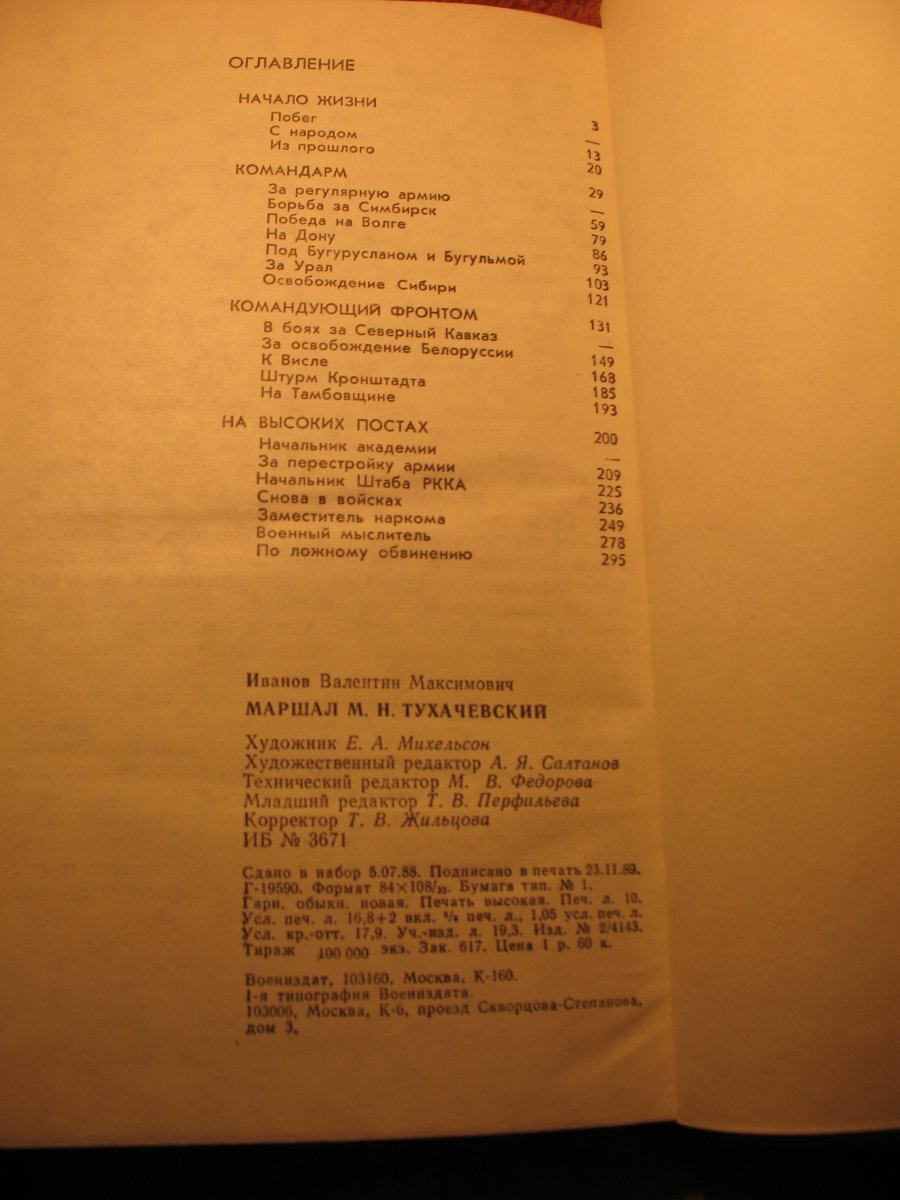 ОГЛАВЛЕНИЕ
НАЧАЛО ЖИЗНИ 3
Побег —
С народом 13
Из прошлого 20
КОМАНДАРМ 29
За регулярную армию —
Борьба за Симбирск 59
Победа на Волге 79
На Дону 86
Под Бугурусланом и Бугульмой 93
За Урал 103
Освобождение Сибири 121
КОМАНДУЮЩИЙ ФРОНТОМ 131
В боях за Северный Кавказ —
За освобождение Белоруссии 149
К Висле 168
Штурм Кронштадта 185
На Тамбовщине 193
НА ВЫСОКИХ ПОСТАХ 200
Начальник академии —
За перестройку армии 209
Начальник Штаба РККА 225
Снова в войсках 236
Заместитель наркома 249
Военный мыслитель 278
По ложному обвинению 295
Иванов Валентин Максимович
МАРШАЛ М. Н. ТУХАЧЕВСКИЙ
Художник Е. А. Михельсон
Художественный редактор А. Я. Салтанов
Технический редактор М. В. Федорова
Младший редактор Т. В. Перфильева
Корректор Т. В. Жильцова
ИБ № 3671
Сдано в набор 5.07.88. Подписано в печать 23.11.89.
Г-19590. Формат 84×108/32. Бумага тип. № 1.
Гарн. обыкн. новая. Печать высокая. Печ. л. 10.
Усл. печ. л. 16,8+2 вкл. 5/8 печ. л., 1,05 усл. печ. л.
Усл. кр.-отт. 17,9. Уч.-изд. л. 19,3. Изд. № 2/4143.
Тираж 100 000 экз. Зак. 617. Цена 1 р. 60 к.
Воениздат, 103160, Москва, К-160.
1-я типография Воениздата.
103006, Москва, К-6, проезд Скворцова-Степанова,
дом 3.